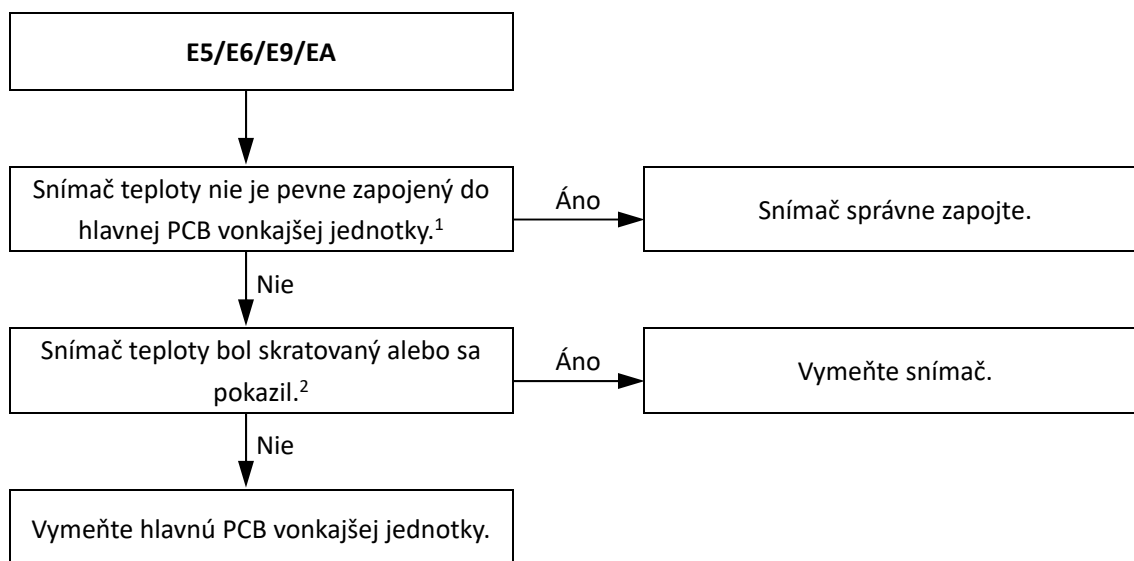 E5/E6/E9/EA
Snímač teploty nie je pevne zapojený do
hlavnej PCB vonkajšej jednotky.¹
Áno
Snímač správne zapojte.
Nie
Snímač teploty bol skratovaný alebo sa
pokazil.²
Áno
Vymeňte snímač.
Nie
Vymeňte hlavnú PCB vonkajšej jednotky.